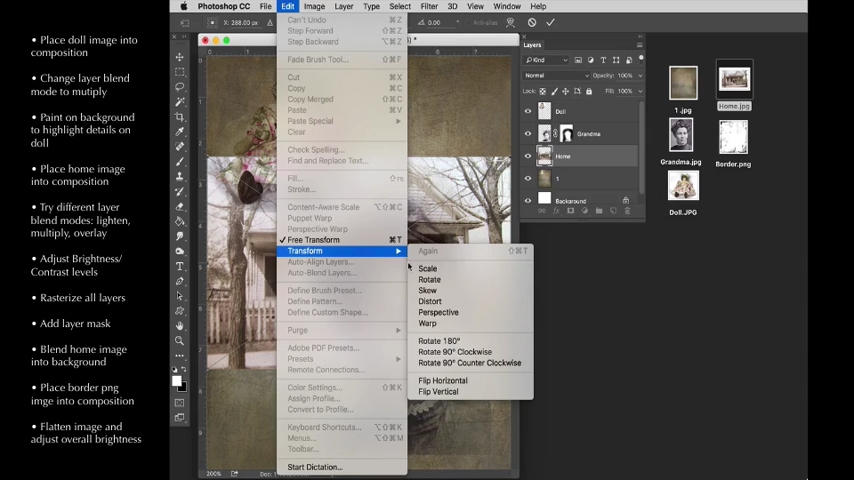 Photoshop CC File Edit Image Layer Type Select Filter 3D View Window Help
X: 288.00 px
0.00
Anti-alias
• Place doll image into
composition
• Change layer blend
mode to mutiply
• Paint on background
to highlight details on
doll
• Place home image
into composition
• Try different layer
blend modes: lighten,
multiply, overlay
• Adjust Brightness/
Contrast levels
• Rasterize all layers
• Add layer mask
• Blend home image
into background
• Place border png
imge into composition
• Flatten image and
adjust overall brightness
Can't Undo ⌘Z
Step Forward ⇧⌘Z
Step Backward ⌥⌘Z
Fade Brush Tool... ⇧⌘F
Cut ⌘X
Copy ⌘C
Copy Merged ⇧⌘C
Paste ⌘V
Paste Special
Clear
Check Spelling...
Find and Replace Text...
Fill...
Stroke...
Content-Aware Scale ⌥⇧⌘C
Puppet Warp
Perspective Warp
✓ Free Transform ⌘T
Transform
Auto-Align Layers...
Auto-Blend Layers...
Define Brush Preset...
Define Pattern...
Define Custom Shape...
Purge
Adobe PDF Presets...
Presets
Remote Connections...
Color Settings... ⇧⌘K
Assign Profile...
Convert to Profile...
Keyboard Shortcuts... ⌥⇧⌘K
Menus... ⌥⇧⌘M
Toolbar...
Start Dictation...
Again ⇧⌘T
Scale
Rotate
Skew
Distort
Perspective
Warp
Rotate 180°
Rotate 90° Clockwise
Rotate 90° Counter Clockwise
Flip Horizontal
Flip Vertical
Layers
Kind
Normal Opacity: 100%
Lock: Fill: 100%
Doll
Grandma
Home
1
Background
1.jpg
Home.jpg
Grandma.jpg
Border.png
Doll.JPG
200%